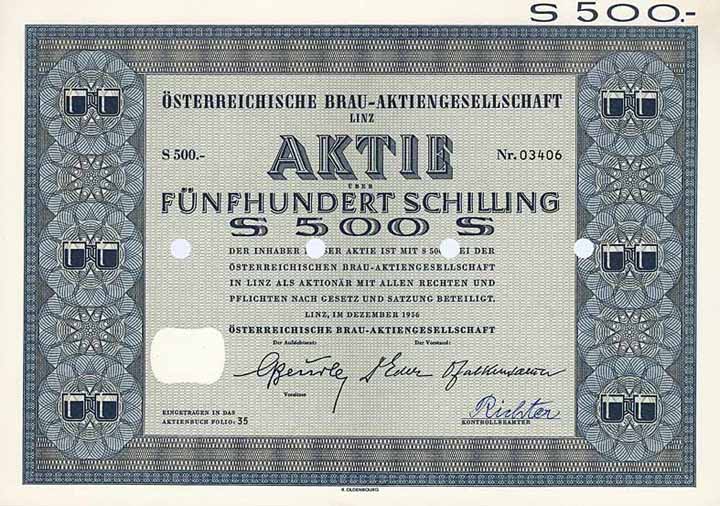 S 500.-
ÖSTERREICHISCHE BRAU-AKTIENGESELLSCHAFT
LINZ
S 500.-
AKTIE
Nr. 03406
ÜBER
FÜNFHUNDERT SCHILLING
S 500 S
DER INHABER DIESER AKTIE IST MIT S 500 BEI DER
ÖSTERREICHISCHEN BRAU-AKTIENGESELLSCHAFT
IN LINZ ALS AKTIONÄR MIT ALLEN RECHTEN UND
PFLICHTEN NACH GESETZ UND SATZUNG BETEILIGT.
LINZ, IM DEZEMBER 1956
ÖSTERREICHISCHE BRAU-AKTIENGESELLSCHAFT
Der Aufsichtsrat: Der Vorstand:
Vorsitzer
Richter
EINGETRAGEN IN DAS
AKTIENBUCH FOLIO: 35
KONTROLLBEAMTER
R. OLDENBOURG